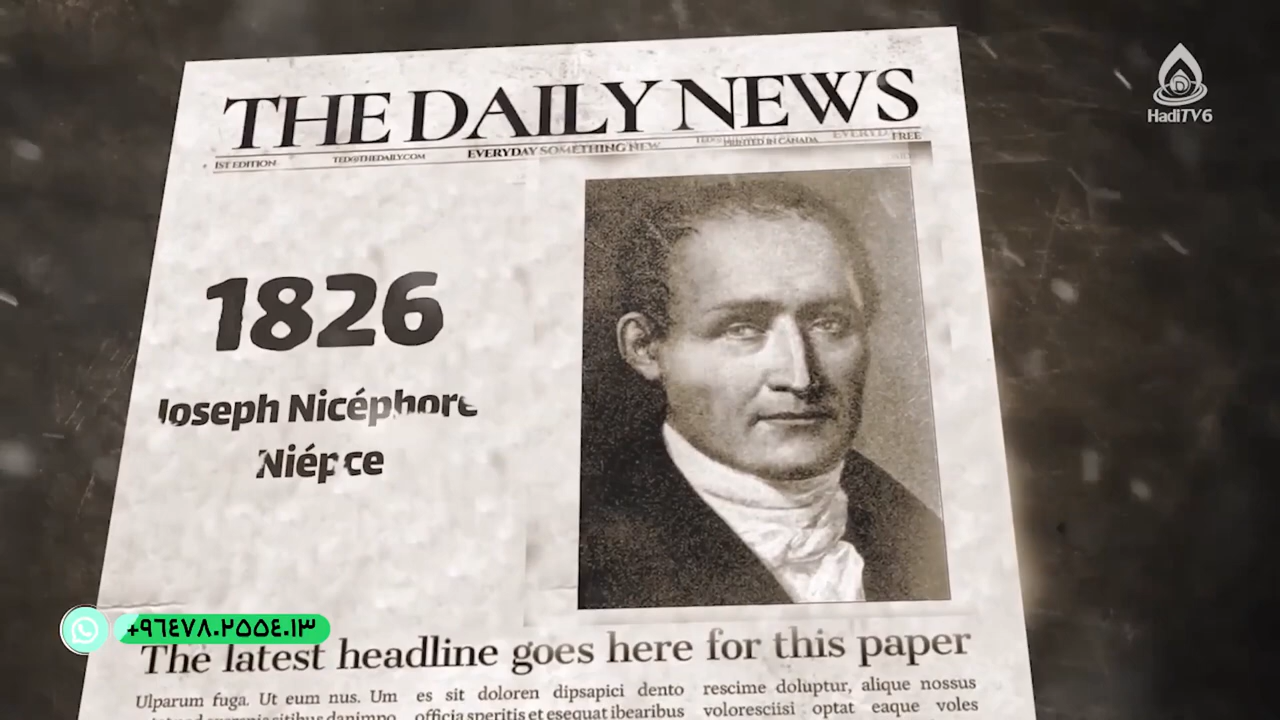 THE DAILY NEWS
1ST EDITION TED@THEDAILY.COM EVERYDAY SOMETHING NEW PRINTED IN CANADA FREE
HadiTV6
1826
Joseph Nicéphore
Niépce
+٩٦٤٧٨٠٢٥٥٤٠١٣
The latest headline goes here for this paper
Ulparum fuga. Ut eum nus. Um es sit doloren dipsapici dento rescime doluptur, alique nossus
officia speritis et esequat ibearibus voloresciisi optat eaque voles